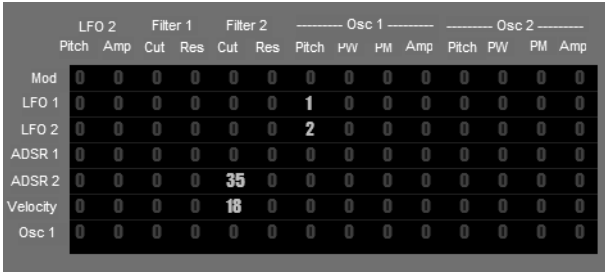 LFO 2 Filter 1 Filter 2 --------- Osc 1 --------- --------- Osc 2 ---------
Pitch Amp Cut Res Cut Res Pitch PW PM Amp Pitch PW PM Amp
Mod 0 0 0 0 0 0 0 0 0 0 0 0 0 0
LFO 1 0 0 0 0 0 0 1 0 0 0 0 0 0 0
LFO 2 0 0 0 0 0 0 2 0 0 0 0 0 0 0
ADSR 1 0 0 0 0 0 0 0 0 0 0 0 0 0 0
ADSR 2 0 0 0 0 35 0 0 0 0 0 0 0 0 0
Velocity 0 0 0 0 18 0 0 0 0 0 0 0 0 0
Osc 1 0 0 0 0 0 0 0 0 0 0 0 0 0 0